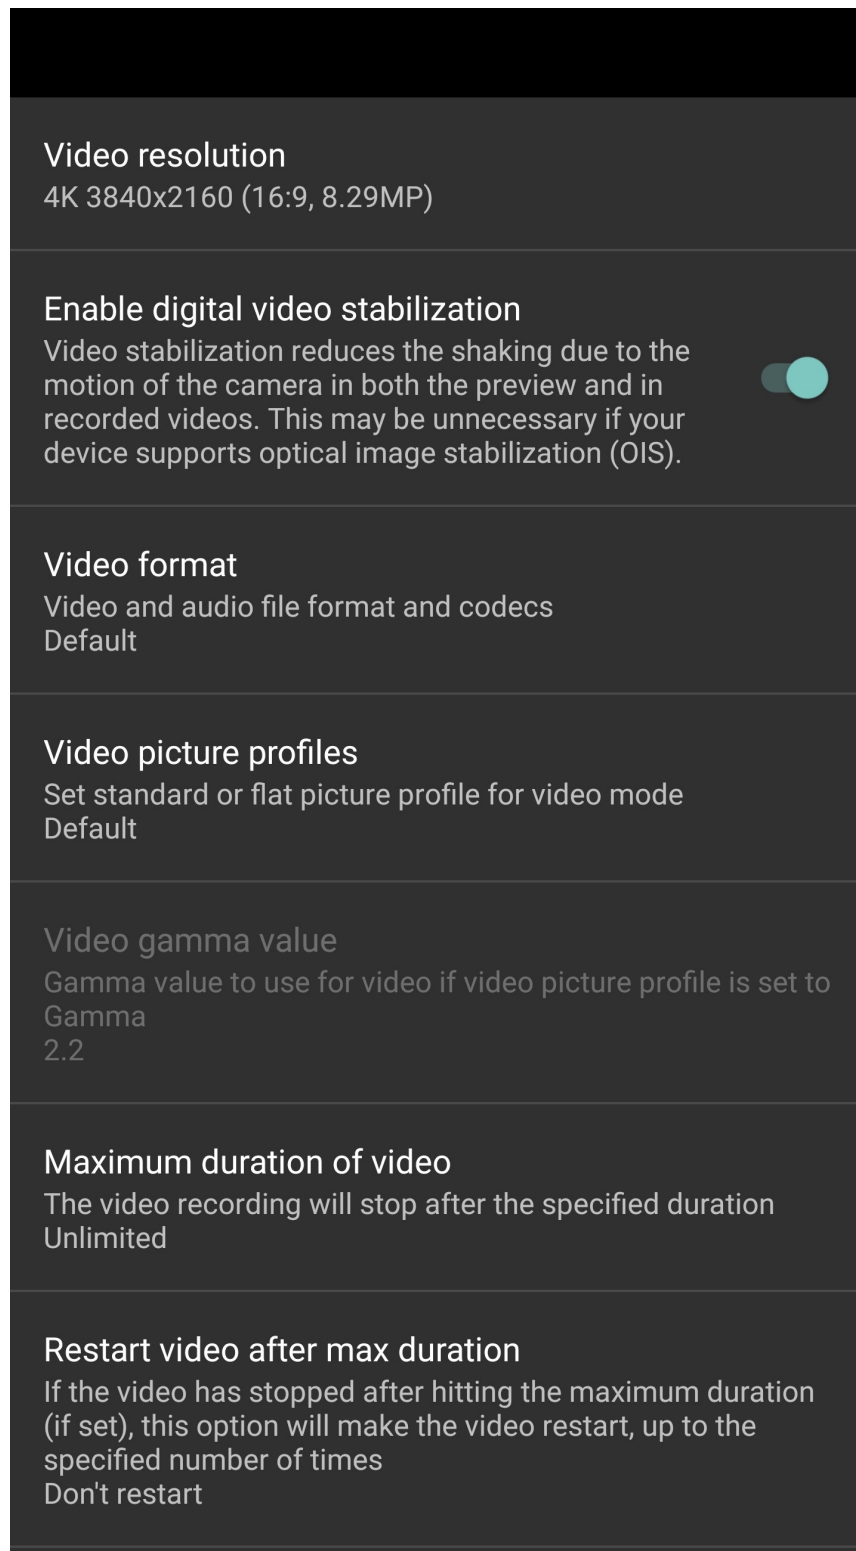 Video resolution
4K 3840x2160 (16:9, 8.29MP)
Enable digital video stabilization
Video stabilization reduces the shaking due to the
motion of the camera in both the preview and in
recorded videos. This may be unnecessary if your
device supports optical image stabilization (OIS).
Video format
Video and audio file format and codecs
Default
Video picture profiles
Set standard or flat picture profile for video mode
Default
Video gamma value
Gamma value to use for video if video picture profile is set to
Gamma
2.2
Maximum duration of video
The video recording will stop after the specified duration
Unlimited
Restart video after max duration
If the video has stopped after hitting the maximum duration
(if set), this option will make the video restart, up to the
specified number of times
Don't restart